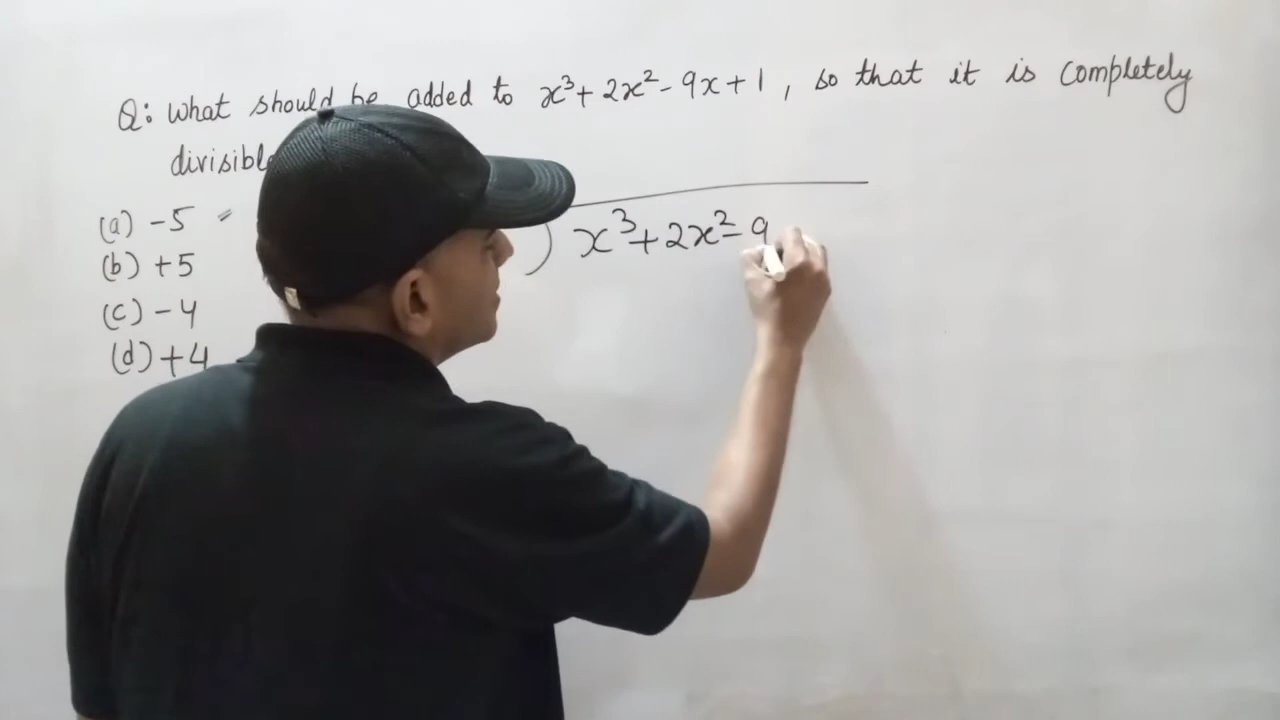 Q: What should be added to x³ + 2x² - 9x + 1, so that it is completely
divisible
(a) -5
(b) +5
(c) -4
(d) +4
) x³ + 2x² - 9